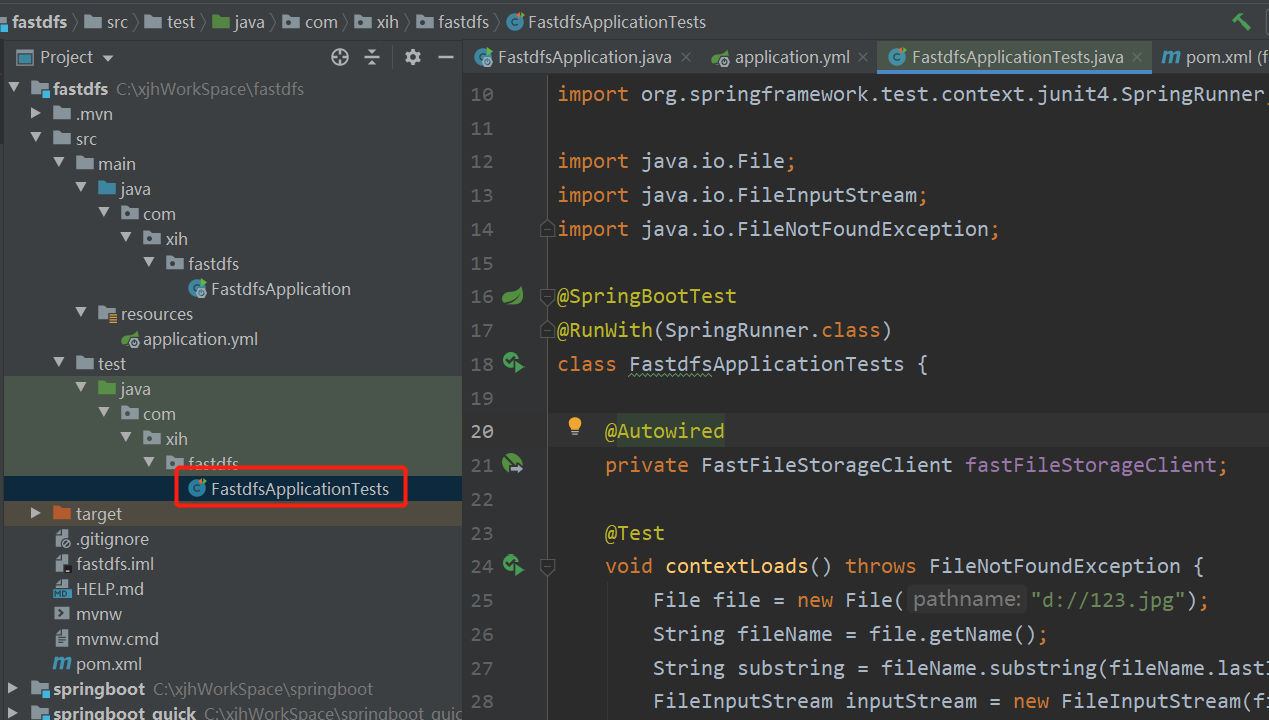 fastdfs src test java com xih fastdfs FastdfsApplicationTests
Project
FastdfsApplication.java application.yml FastdfsApplicationTests.java pom.xml (f
fastdfs C:\xjhWorkSpace\fastdfs
.mvn
src
main
java
com
xih
fastdfs
FastdfsApplication
resources
application.yml
test
java
com
xih
fastdfs
FastdfsApplicationTests
target
.gitignore
fastdfs.iml
HELP.md
mvnw
mvnw.cmd
pom.xml
springboot C:\xjhWorkSpace\springboot
springboot_quick C:\xjhWorkSpace\springboot_quic
10 import org.springframework.test.context.junit4.SpringRunner;
11
12 import java.io.File;
13 import java.io.FileInputStream;
14 import java.io.FileNotFoundException;
15
16 @SpringBootTest
17 @RunWith(SpringRunner.class)
18 class FastdfsApplicationTests {
19
20 @Autowired
21 private FastFileStorageClient fastFileStorageClient;
22
23 @Test
24 void contextLoads() throws FileNotFoundException {
25 File file = new File( pathname: "d://123.jpg");
26 String fileName = file.getName();
27 String substring = fileName.substring(fileName.last
28 FileInputStream inputStream = new FileInputStream(fi